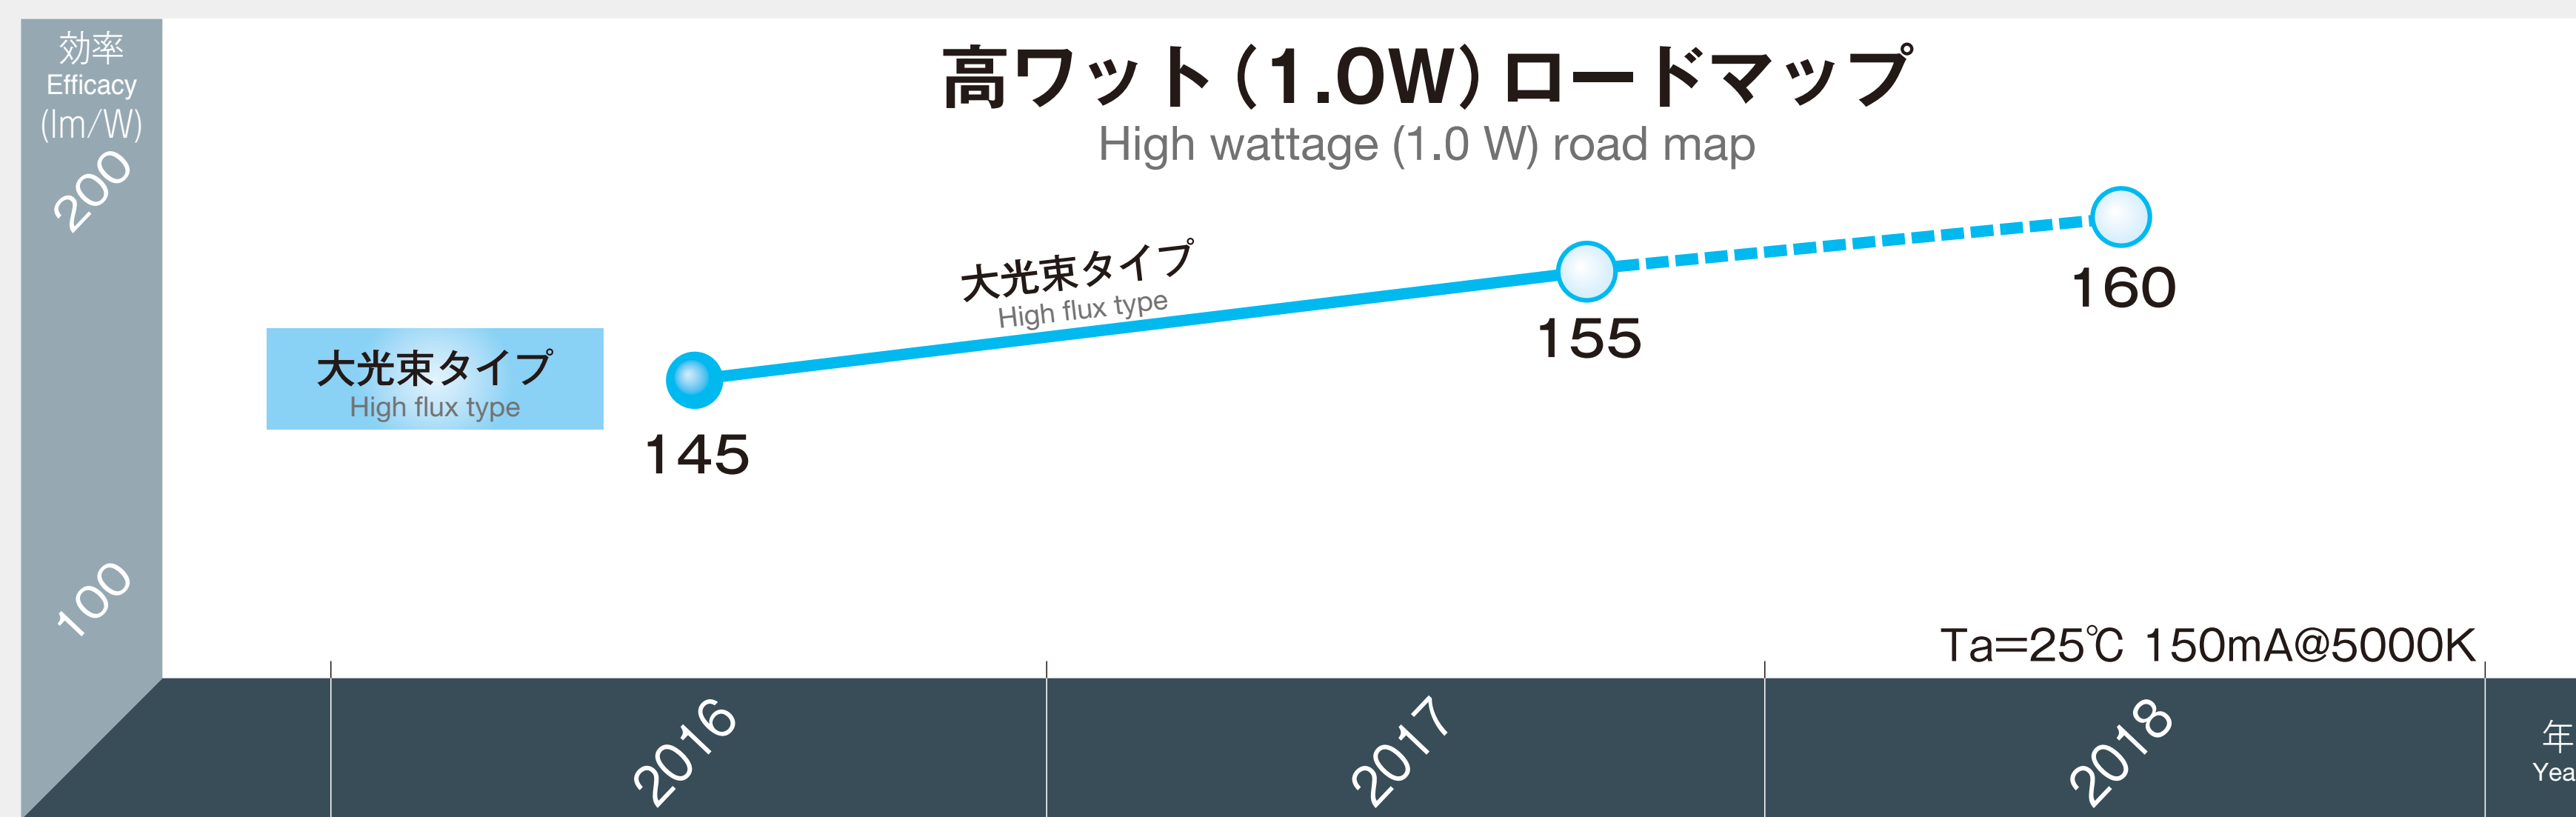 効率
Efficacy
(lm/W)
200
100
高ワット(1.0W)ロードマップ
High wattage (1.0 W) road map
大光束タイプ
High flux type
大光束タイプ
High flux type
145
155
160
Ta=25℃ 150mA@5000K
2016
2017
2018
年
Yea